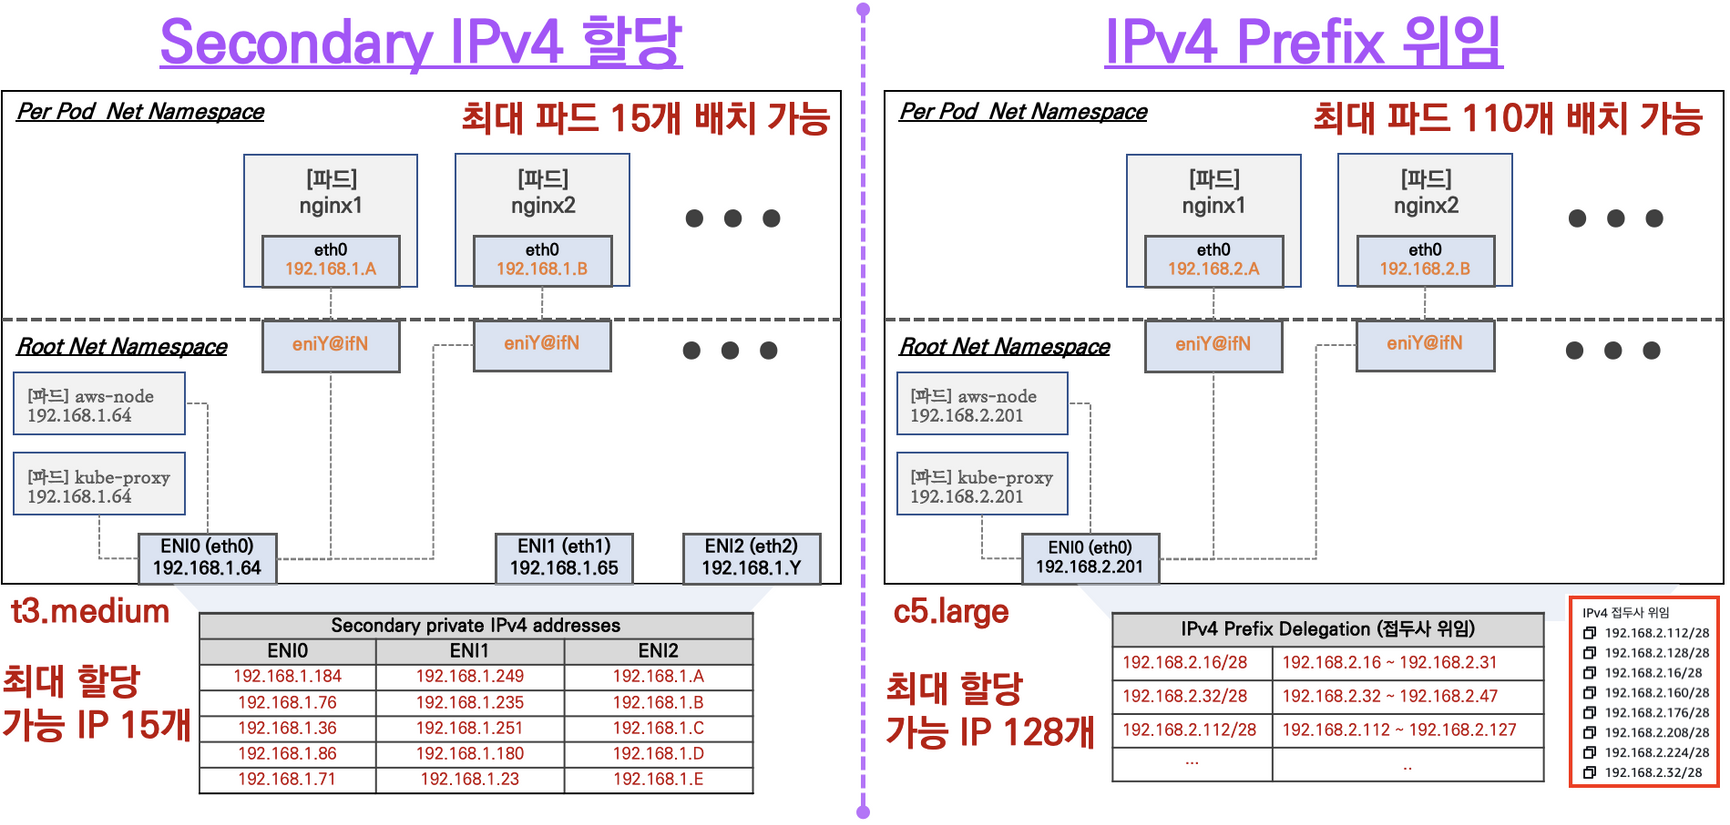 Secondary IPv4 할당
Per Pod Net Namespace
최대 파드 15개 배치 가능
[파드]
nginx1
eth0
192.168.1.A
[파드]
nginx2
eth0
192.168.1.B
Root Net Namespace
eniY@ifN
eniY@ifN
[파드] aws-node
192.168.1.64
[파드] kube-proxy
192.168.1.64
ENI0 (eth0)
192.168.1.64
ENI1 (eth1)
192.168.1.65
ENI2 (eth2)
192.168.1.Y
t3.medium
최대 할당
가능 IP 15개
Secondary private IPv4 addresses
ENI0 ENI1 ENI2
192.168.1.184 192.168.1.249 192.168.1.A
192.168.1.76 192.168.1.235 192.168.1.B
192.168.1.36 192.168.1.251 192.168.1.C
192.168.1.86 192.168.1.180 192.168.1.D
192.168.1.71 192.168.1.23 192.168.1.E
IPv4 Prefix 위임
Per Pod Net Namespace
최대 파드 110개 배치 가능
[파드]
nginx1
eth0
192.168.2.A
[파드]
nginx2
eth0
192.168.2.B
Root Net Namespace
eniY@ifN
eniY@ifN
[파드] aws-node
192.168.2.201
[파드] kube-proxy
192.168.2.201
ENI0 (eth0)
192.168.2.201
c5.large
최대 할당
가능 IP 128개
IPv4 Prefix Delegation (접두사 위임)
192.168.2.16/28 192.168.2.16 ~ 192.168.2.31
192.168.2.32/28 192.168.2.32 ~ 192.168.2.47
192.168.2.112/28 192.168.2.112 ~ 192.168.2.127
... ..
IPv4 접두사 위임
192.168.2.112/28
192.168.2.128/28
192.168.2.16/28
192.168.2.160/28
192.168.2.176/28
192.168.2.208/28
192.168.2.224/28
192.168.2.32/28